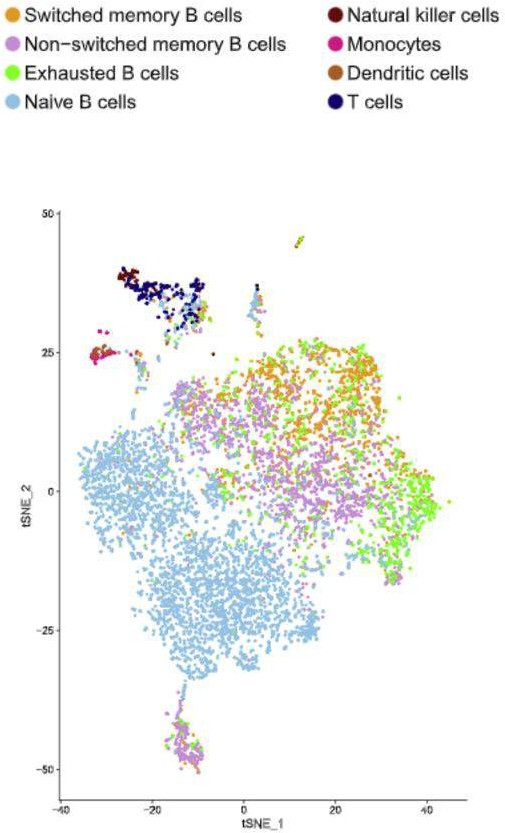 Switched memory B cells
Natural killer cells
Non−switched memory B cells
Monocytes
Exhausted B cells
Dendritic cells
Naive B cells
T cells
50
25
0
−25
−50
tSNE_2
−40
−20
0
20
40
tSNE_1